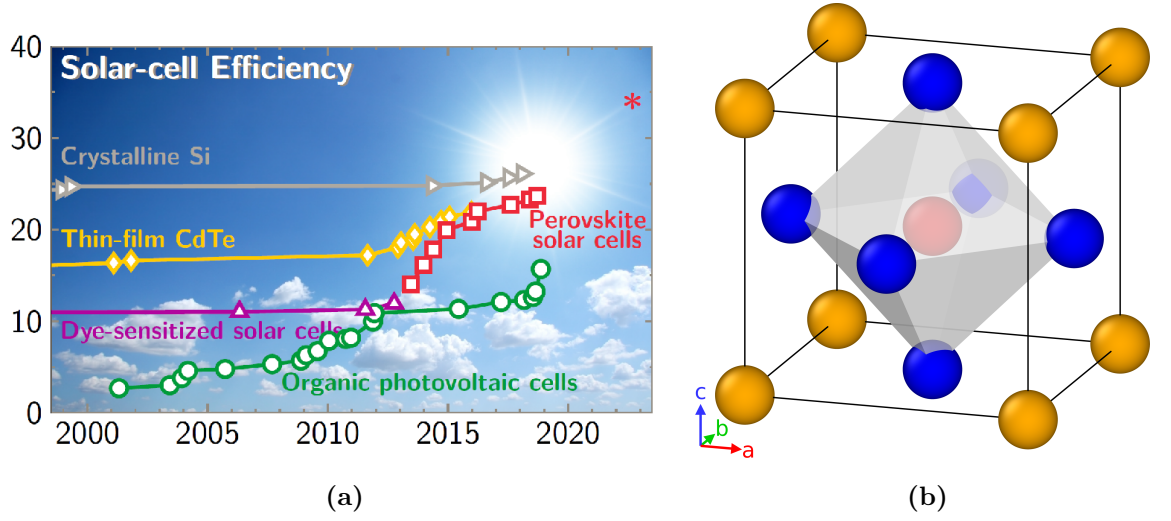 Solar-cell Efficiency
40
30
20
10
0
*
Crystalline Si
Thin-film CdTe
Perovskite
solar cells
Dye-sensitized solar cells
Organic photovoltaic cells
2000 2005 2010 2015 2020
(a)
c
b
a
(b)